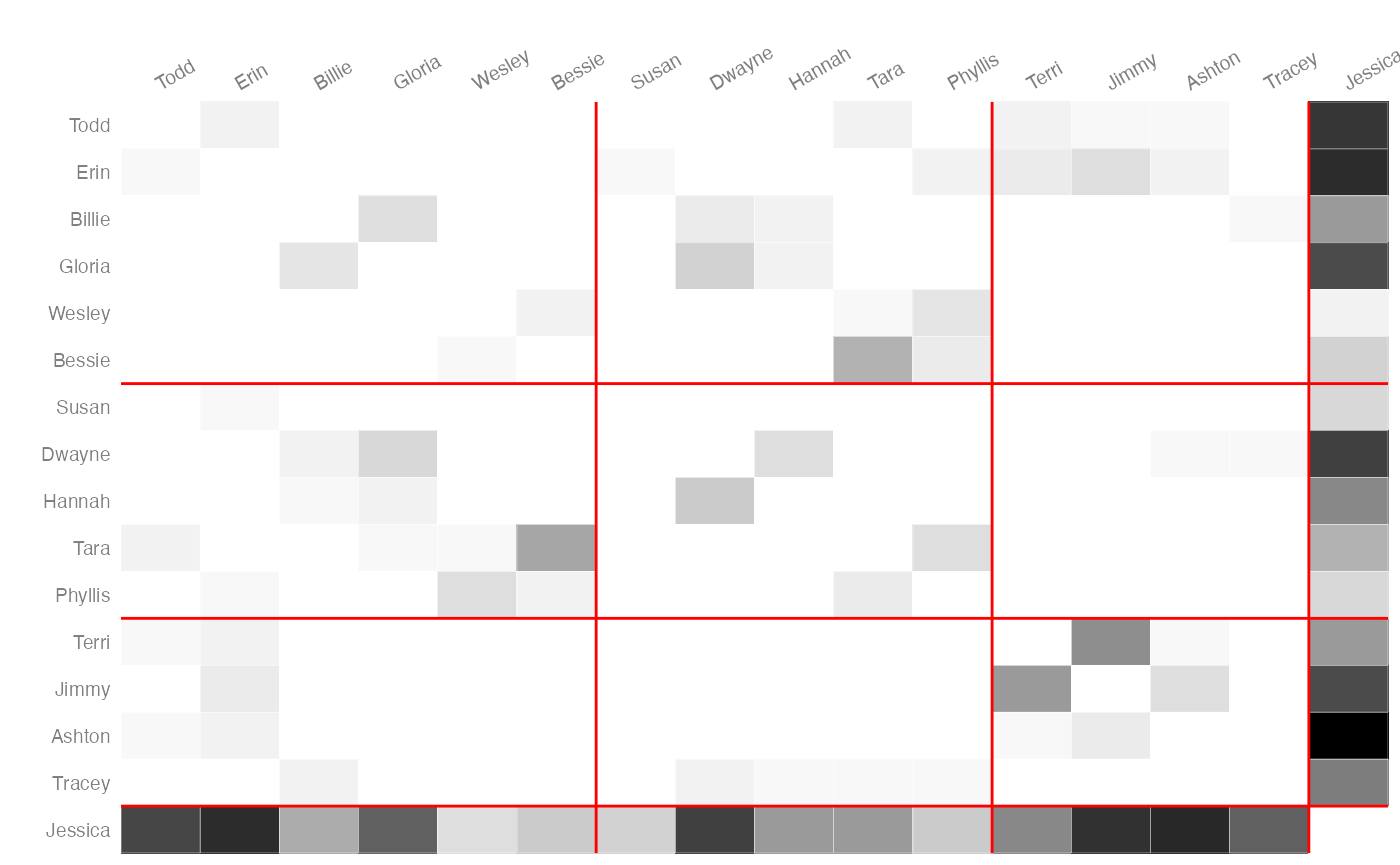 Todd Erin Billie Gloria Wesley Bessie Susan Dwayne Hannah Tara Phyllis Terri Jimmy Ashton Tracey Jessica
Todd
Erin
Billie
Gloria
Wesley
Bessie
Susan
Dwayne
Hannah
Tara
Phyllis
Terri
Jimmy
Ashton
Tracey
Jessica